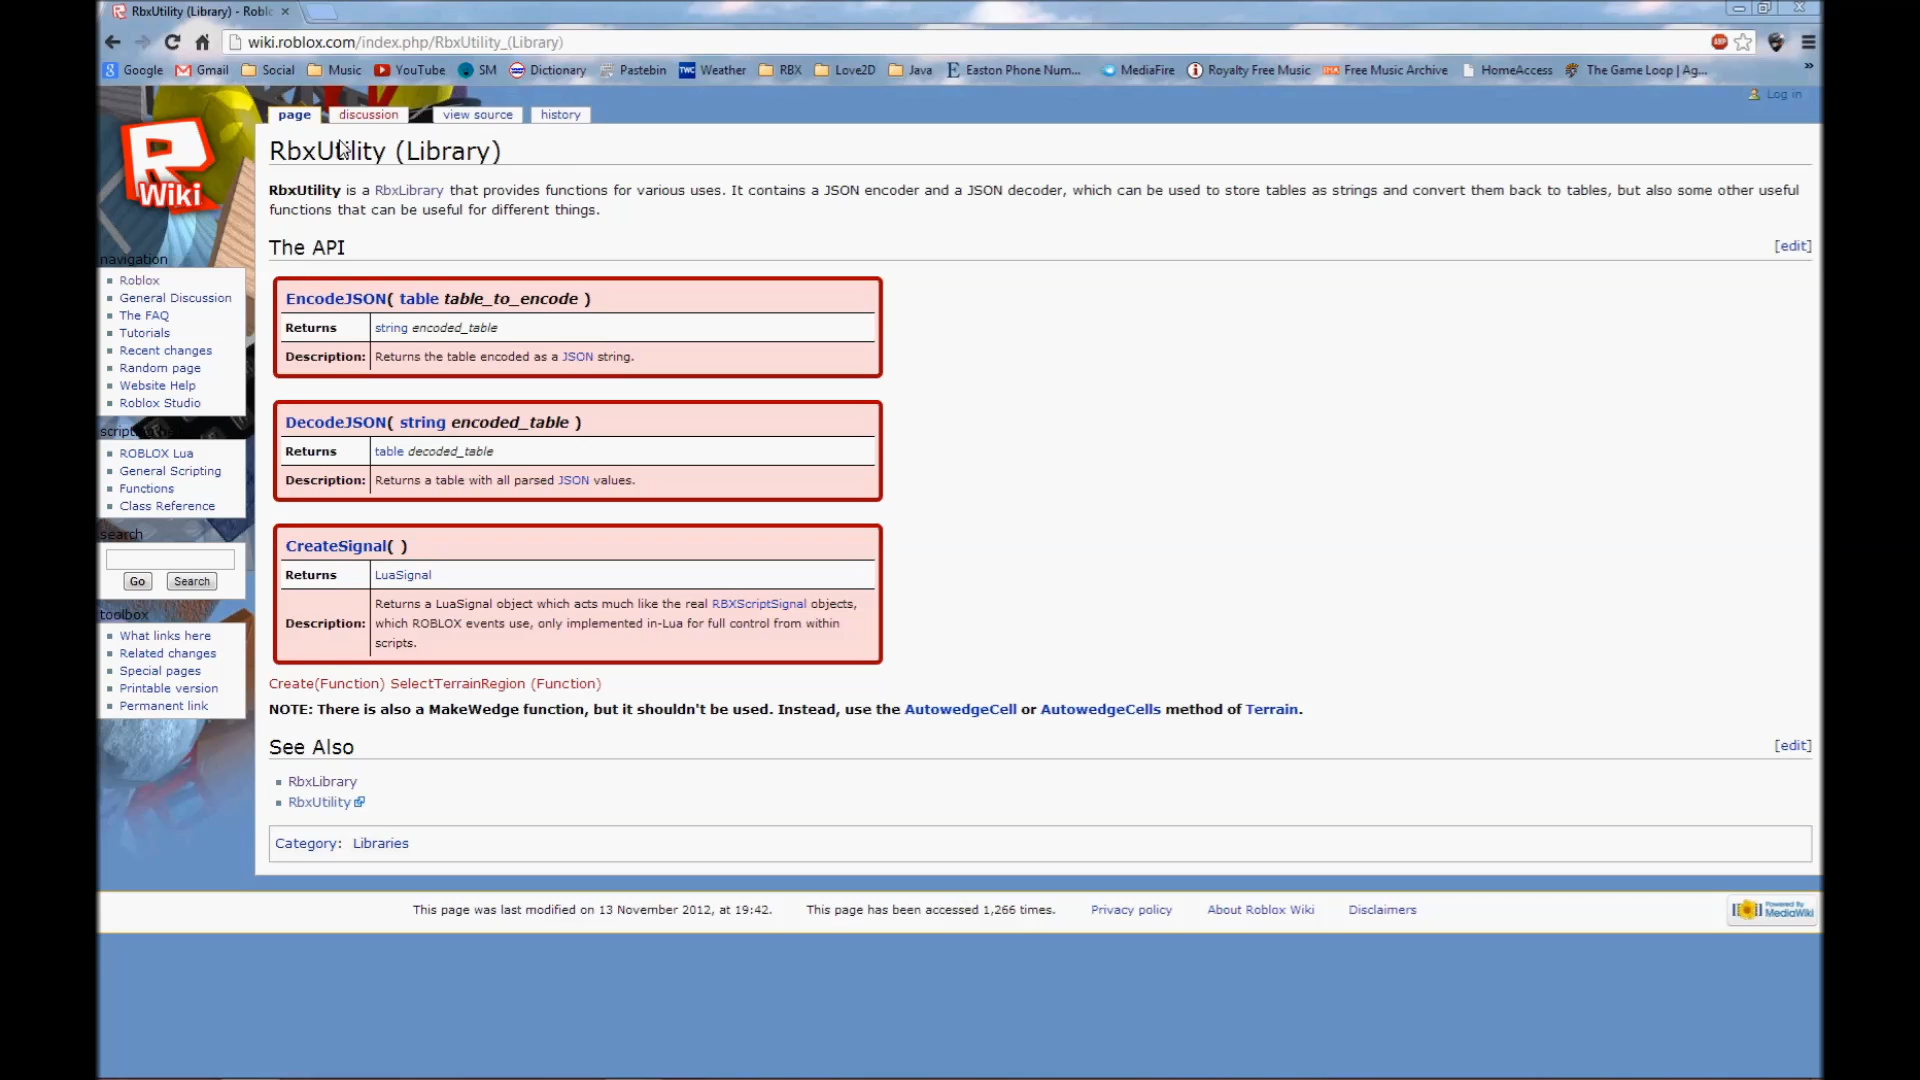 RbxUtility (Library) - Robl
wiki.roblox.com/index.php/RbxUtility_(Library)
Google Gmail Social Music YouTube SM Dictionary Pastebin Weather RBX Love2D Java Easton Phone Num... MediaFire Royalty Free Music Free Music Archive HomeAccess The Game Loop | Ag... »
Log in
page discussion view source history
R
Wiki
RbxUtility (Library)
RbxUtility is a RbxLibrary that provides functions for various uses. It contains a JSON encoder and a JSON decoder, which can be used to store tables as strings and convert them back to tables, but also some other useful
functions that can be useful for different things.
The API [edit]
EncodeJSON( table table_to_encode )
Returns string encoded_table
Description: Returns the table encoded as a JSON string.
DecodeJSON( string encoded_table )
Returns table decoded_table
Description: Returns a table with all parsed JSON values.
CreateSignal( )
Returns LuaSignal
Description: Returns a LuaSignal object which acts much like the real RBXScriptSignal objects,
which ROBLOX events use, only implemented in-Lua for full control from within
scripts.
Create(Function) SelectTerrainRegion (Function)
NOTE: There is also a MakeWedge function, but it shouldn't be used. Instead, use the AutowedgeCell or AutowedgeCells method of Terrain.
See Also [edit]
RbxLibrary
RbxUtility
Category: Libraries
navigation
Roblox
General Discussion
The FAQ
Tutorials
Recent changes
Random page
Website Help
Roblox Studio
ROBLOX Lua
General Scripting
Functions
Class Reference
search
Go Search
toolbox
What links here
Related changes
Special pages
Printable version
Permanent link
This page was last modified on 13 November 2012, at 19:42. This page has been accessed 1,266 times. Privacy policy About Roblox Wiki Disclaimers
Powered By
MediaWiki